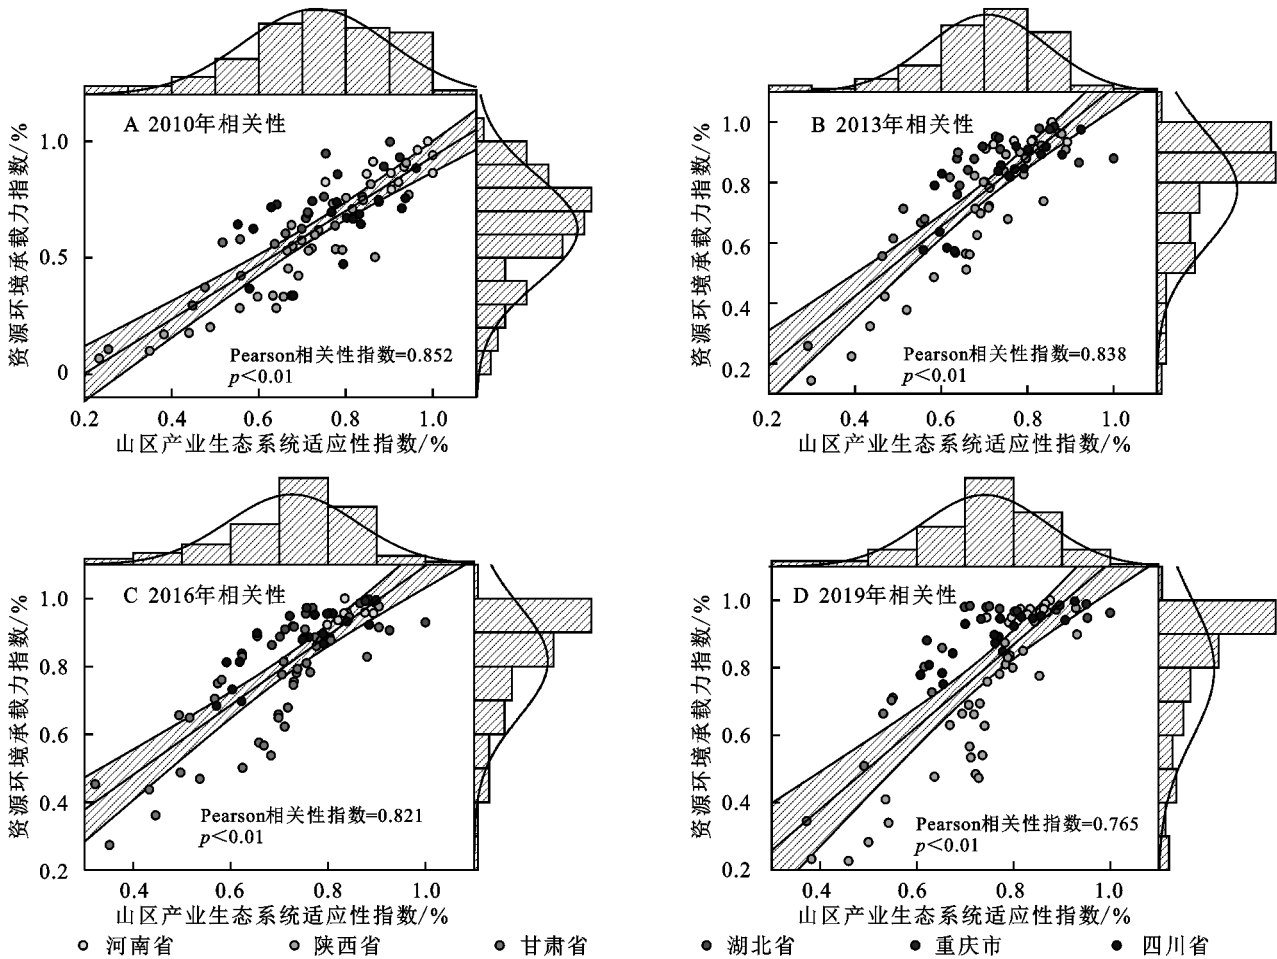 A 2010年相关性
资源环境承载力指数/%
1.0
0.5
0
Pearson相关性指数=0.852
p<0.01
0.2 0.4 0.6 0.8 1.0
山区产业生态系统适应性指数/%
B 2013年相关性
资源环境承载力指数/%
1.0
0.8
0.6
0.4
0.2
Pearson相关性指数=0.838
p<0.01
0.2 0.4 0.6 0.8 1.0
山区产业生态系统适应性指数/%
C 2016年相关性
资源环境承载力指数/%
1.0
0.8
0.6
0.4
0.2
Pearson相关性指数=0.821
p<0.01
0.4 0.6 0.8 1.0
山区产业生态系统适应性指数/%
D 2019年相关性
资源环境承载力指数/%
1.0
0.8
0.6
0.4
0.2
Pearson相关性指数=0.765
p<0.01
0.4 0.6 0.8 1.0
山区产业生态系统适应性指数/%
河南省 陕西省 甘肃省 湖北省 重庆市 四川省